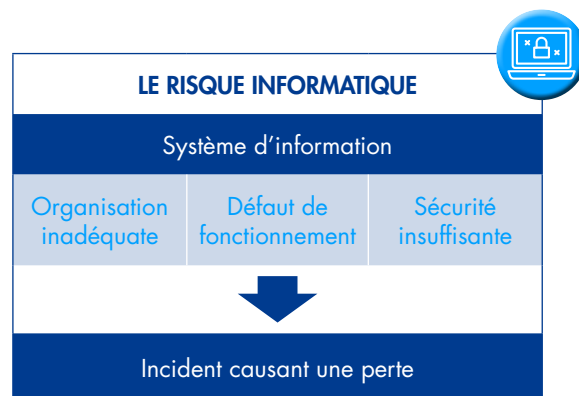 LE RISQUE INFORMATIQUE
Système d’information
Organisation
inadéquate
Défaut de
fonctionnement
Sécurité
insuffisante
Incident causant une perte